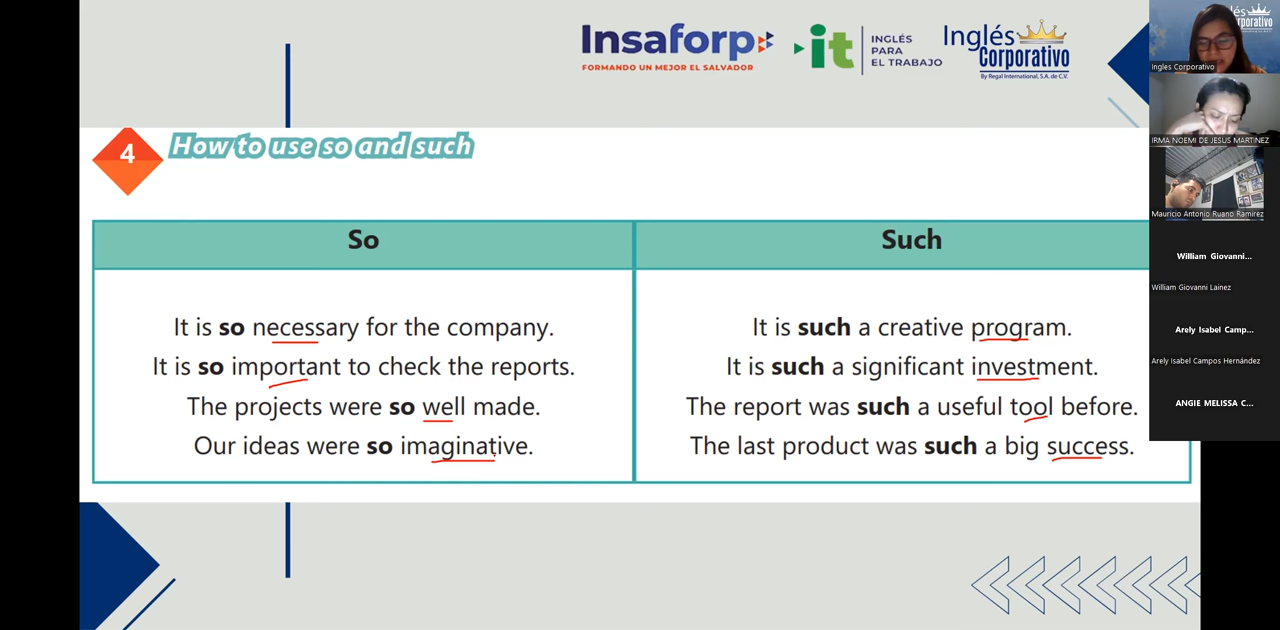 Insaforp
FORMANDO UN MEJOR EL SALVADOR
it
INGLÉS
PARA
EL TRABAJO
Inglés
Corporativo
By Regal International, S.A. de C.V.
4
How to use so and such
So
Such
It is so necessary for the company.
It is so important to check the reports.
The projects were so well made.
Our ideas were so imaginative.
It is such a creative program.
It is such a significant investment.
The report was such a useful tool before.
The last product was such a big success.
Ingles Corporativo
IRMA NOEMI DE JESUS MARTINEZ
Mauricio Antonio Ruano Ramirez
William Giovanni...
William Giovanni Lainez
Arely Isabel Camp...
Arely Isabel Campos Hernández
ANGIE MELISSA C...